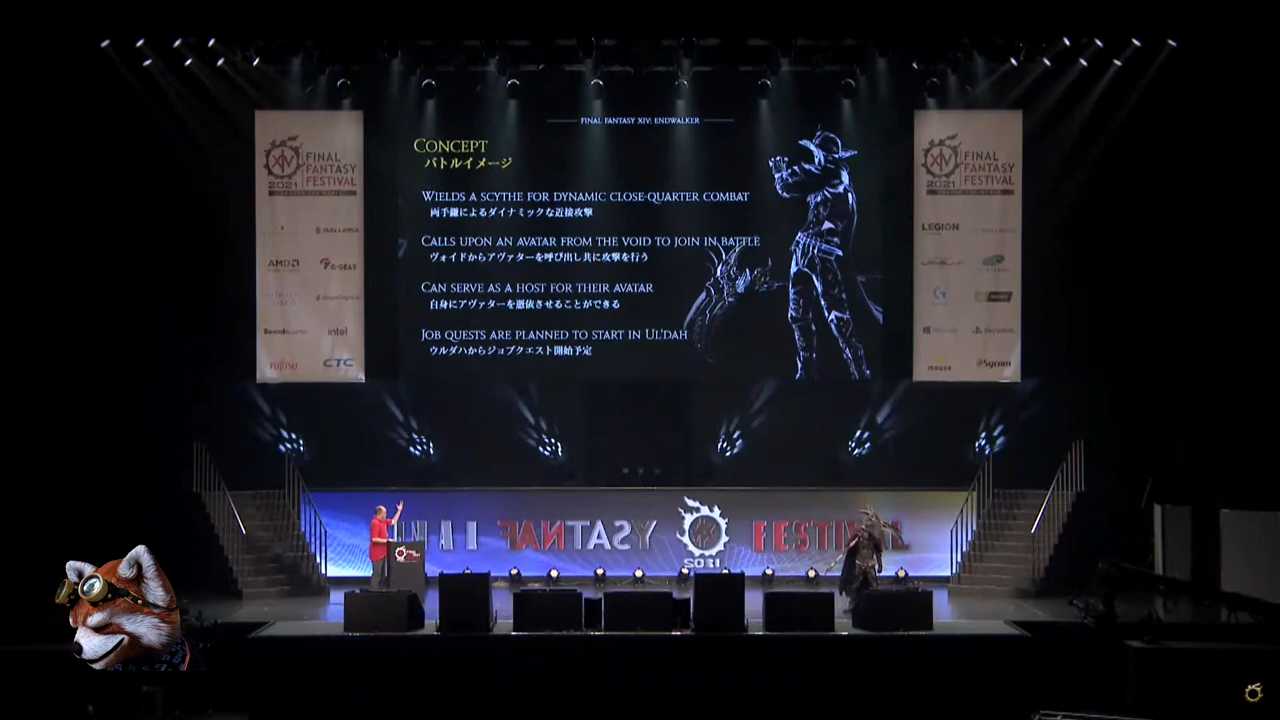 FINAL FANTASY XIV: ENDWALKER
CONCEPT
バトルイメージ
WIELDS A SCYTHE FOR DYNAMIC CLOSE-QUARTER COMBAT
両手鎌によるダイナミックな近接攻撃
CALLS UPON AN AVATAR FROM THE VOID TO JOIN IN BATTLE
ヴォイドからアヴァターを呼び出し共に攻撃を行う
CAN SERVE AS A HOST FOR THEIR AVATAR
自身にアヴァターを憑依させることができる
JOB QUESTS ARE PLANNED TO START IN UL'DAH
ウルダハからジョブクエスト開始予定
XIV
FINAL
FANTASY
FESTIVAL
2021
GALLERIA
AMD
G-GEAR
intel
FUJITSU
CTC
XIV
FINAL
FANTASY
FESTIVAL
2021
LEGION
PlayStation
mouse
@Sycom
FANTASY
FESTIVAL